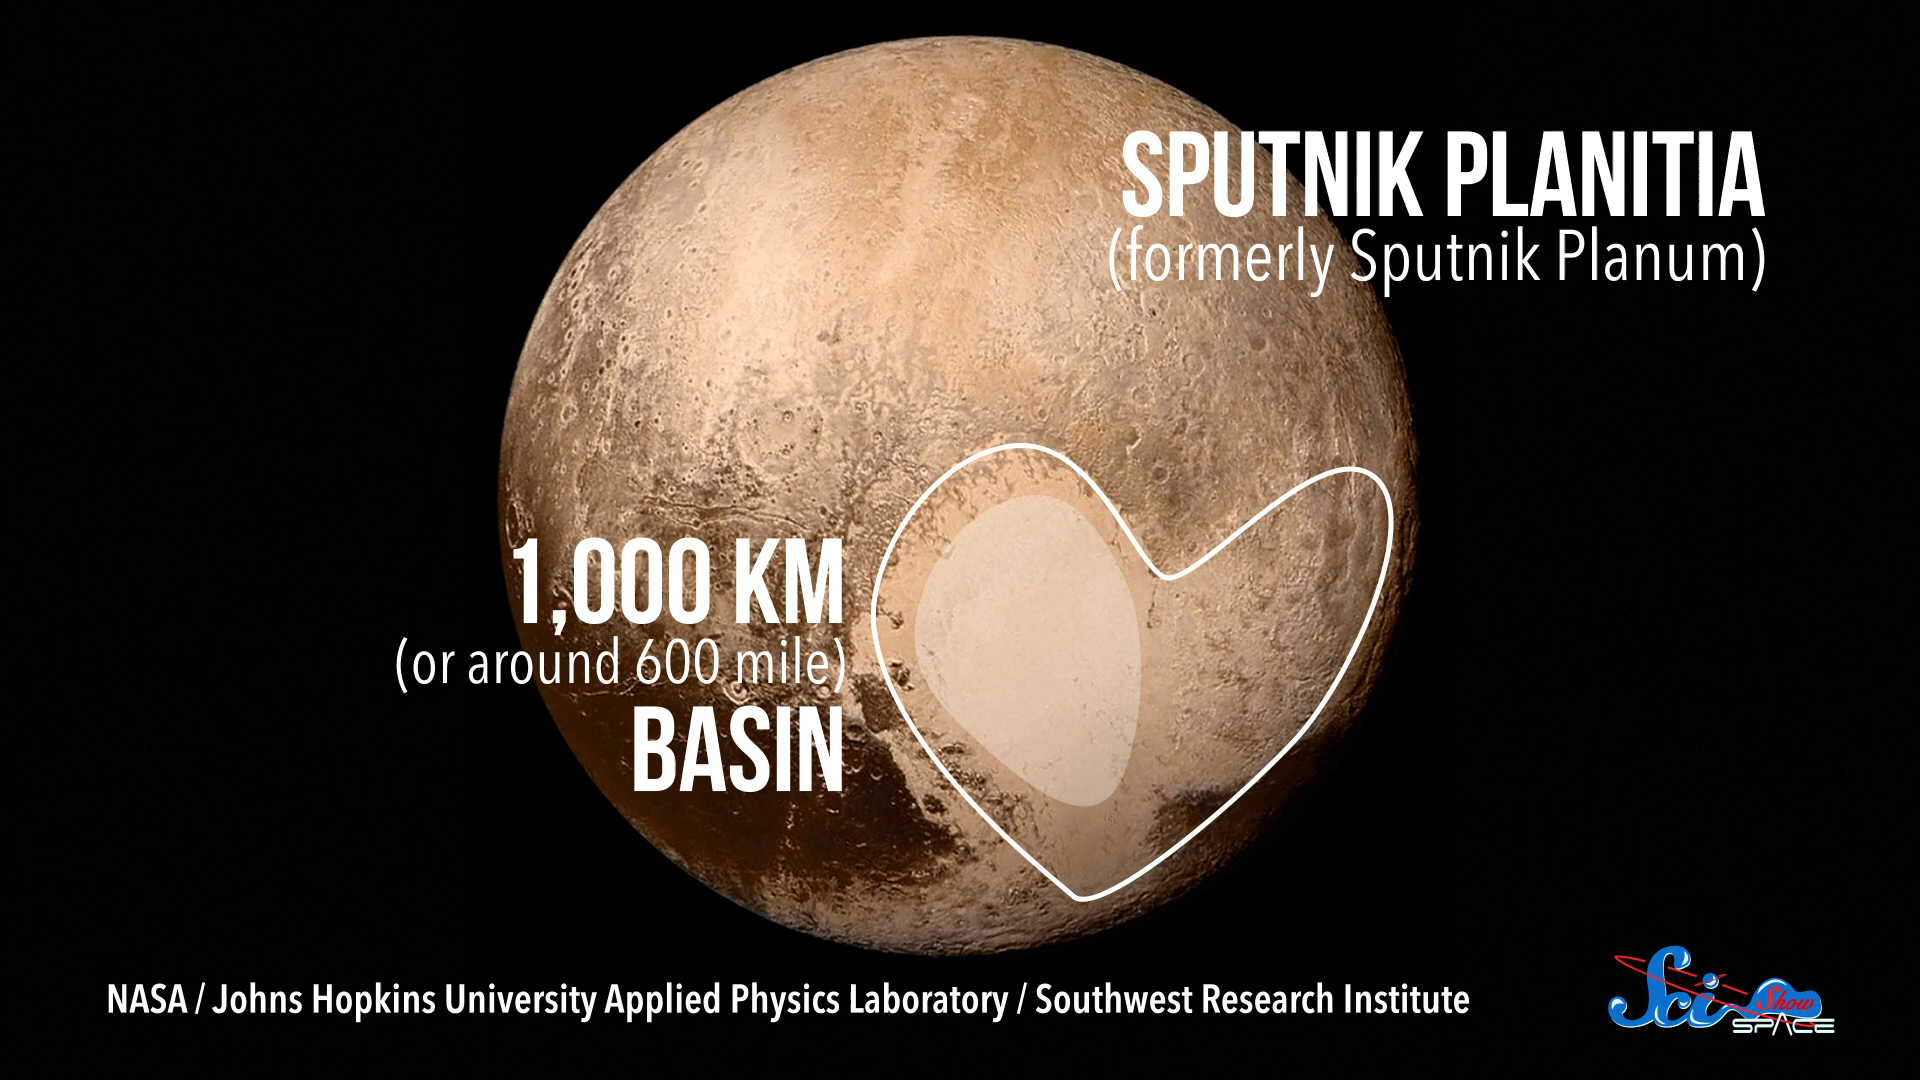 SPUTNIK PLANITIA
(formerly Sputnik Planum)
1,000 KM
(or around 600 mile)
BASIN
NASA / Johns Hopkins University Applied Physics Laboratory / Southwest Research Institute
Sci Show
SPACE